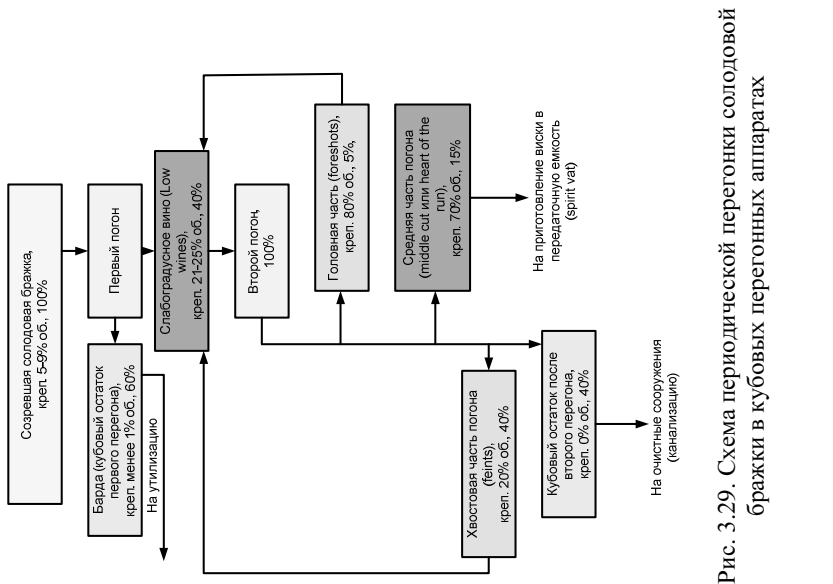 Созревшая солодовая бражка,
креп. 5-9% об., 100%
Первый погон
Барда (кубовый остаток
первого перегона),
креп. менее 1% об., 60%
На утилизацию
Слабоградусное вино (Low
wines),
креп. 21-25% об., 40%
Второй погон,
100%
Головная часть (foreshots),
креп. 80% об., 5%,
Средняя часть погона
(middle cut или heart of the
run),
креп. 70% об., 15%
На приготовление виски в
передаточную емкость
(spirit vat)
Хвостовая часть погона
(feints),
креп. 20% об., 40%
Кубовый остаток после
второго перегона,
креп. 0% об., 40%
На очистные сооружения
(канализацию)
Рис. 3.29. Схема периодической перегонки солодовой
бражки в кубовых перегонных аппаратах